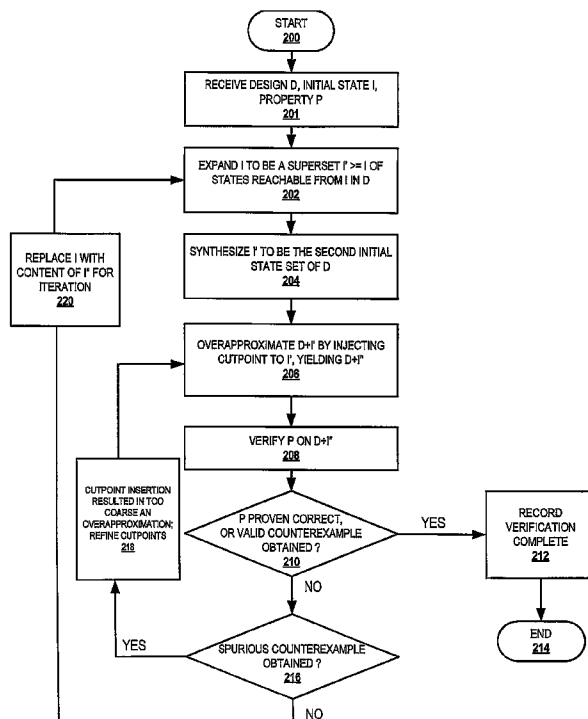 START
200
RECEIVE DESIGN D, INITIAL STATE I,
PROPERTY P
201
EXPAND I TO BE A SUPERSET I' >= I OF
STATES REACHABLE FROM I IN D
202
REPLACE I WITH
CONTENT OF I' FOR
ITERATION
220
SYNTHESIZE I' TO BE THE SECOND INITIAL
STATE SET OF D
204
OVERAPPROXIMATE D+I' BY INJECTING
CUTPOINT TO I', YIELDING D+I"
206
VERIFY P ON D+I"
208
CUTPOINT INSERTION
RESULTED IN TOO
COARSE AN
OVERAPPROXIMATION;
REFINE CUTPOINTS
218
P PROVEN CORRECT,
OR VALID COUNTEREXAMPLE
OBTAINED ?
210
YES
RECORD
VERIFICATION
COMPLETE
212
NO
END
214
YES
SPURIOUS COUNTEREXAMPLE
OBTAINED ?
216
NO